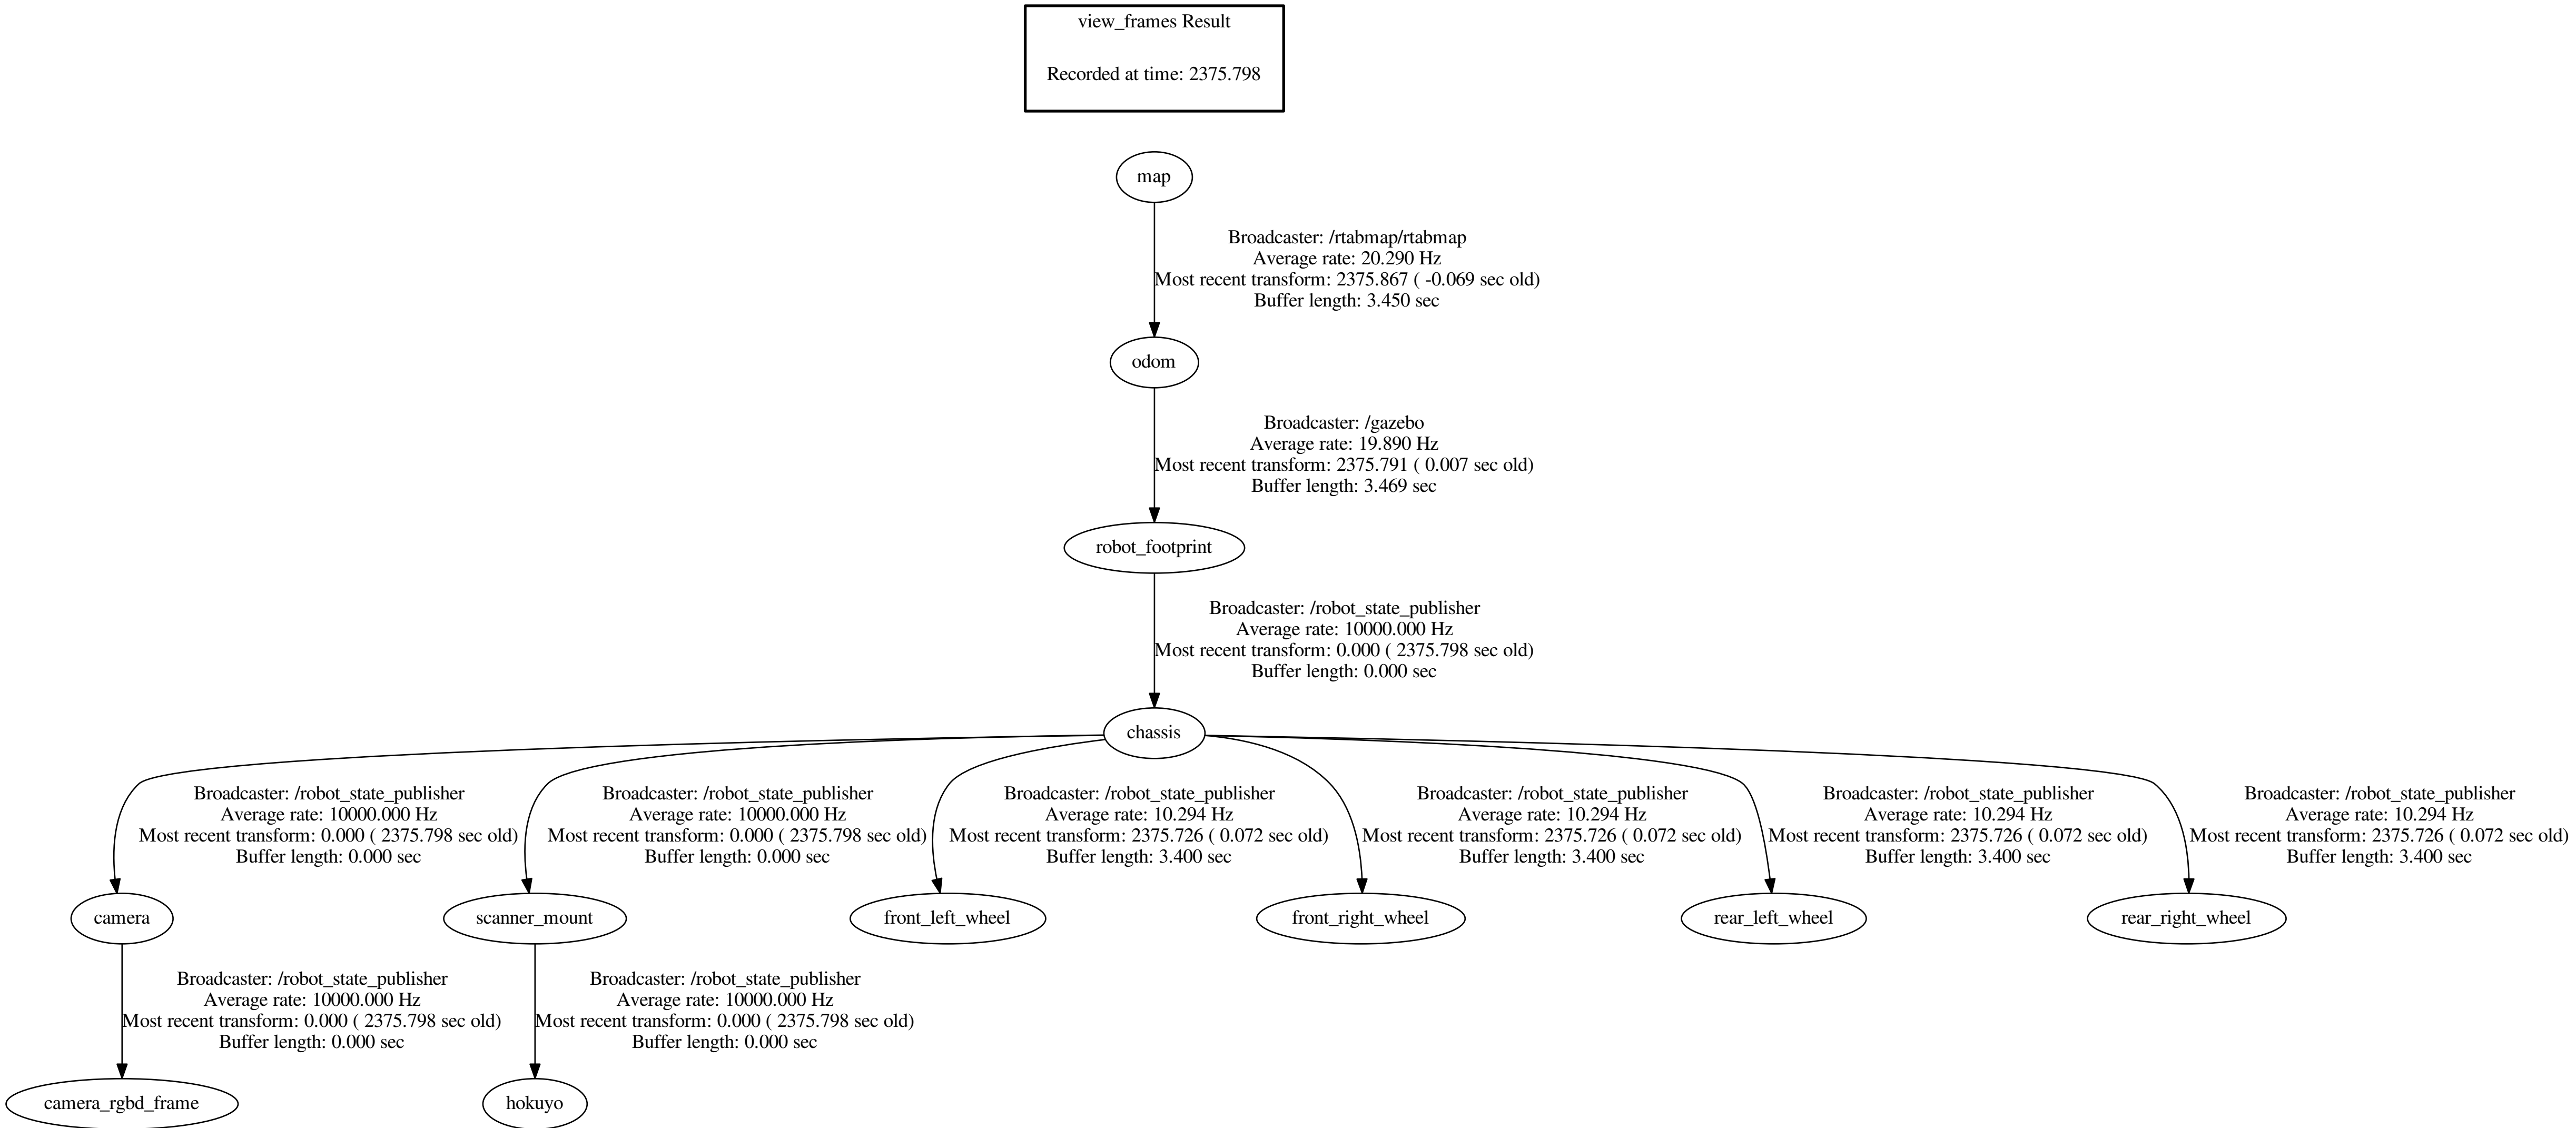 view_frames Result
Recorded at time: 2375.798
map
Broadcaster: /rtabmap/rtabmap
Average rate: 20.290 Hz
Most recent transform: 2375.867 ( -0.069 sec old)
Buffer length: 3.450 sec
odom
Broadcaster: /gazebo
Average rate: 19.890 Hz
Most recent transform: 2375.791 ( 0.007 sec old)
Buffer length: 3.469 sec
robot_footprint
Broadcaster: /robot_state_publisher
Average rate: 10000.000 Hz
Most recent transform: 0.000 ( 2375.798 sec old)
Buffer length: 0.000 sec
chassis
Broadcaster: /robot_state_publisher
Average rate: 10000.000 Hz
Most recent transform: 0.000 ( 2375.798 sec old)
Buffer length: 0.000 sec
Broadcaster: /robot_state_publisher
Average rate: 10000.000 Hz
Most recent transform: 0.000 ( 2375.798 sec old)
Buffer length: 0.000 sec
Broadcaster: /robot_state_publisher
Average rate: 10.294 Hz
Most recent transform: 2375.726 ( 0.072 sec old)
Buffer length: 3.400 sec
Broadcaster: /robot_state_publisher
Average rate: 10.294 Hz
Most recent transform: 2375.726 ( 0.072 sec old)
Buffer length: 3.400 sec
Broadcaster: /robot_state_publisher
Average rate: 10.294 Hz
Most recent transform: 2375.726 ( 0.072 sec old)
Buffer length: 3.400 sec
Broadcaster: /robot_state_publisher
Average rate: 10.294 Hz
Most recent transform: 2375.726 ( 0.072 sec old)
Buffer length: 3.400 sec
camera
scanner_mount
front_left_wheel
front_right_wheel
rear_left_wheel
rear_right_wheel
Broadcaster: /robot_state_publisher
Average rate: 10000.000 Hz
Most recent transform: 0.000 ( 2375.798 sec old)
Buffer length: 0.000 sec
Broadcaster: /robot_state_publisher
Average rate: 10000.000 Hz
Most recent transform: 0.000 ( 2375.798 sec old)
Buffer length: 0.000 sec
camera_rgbd_frame
hokuyo